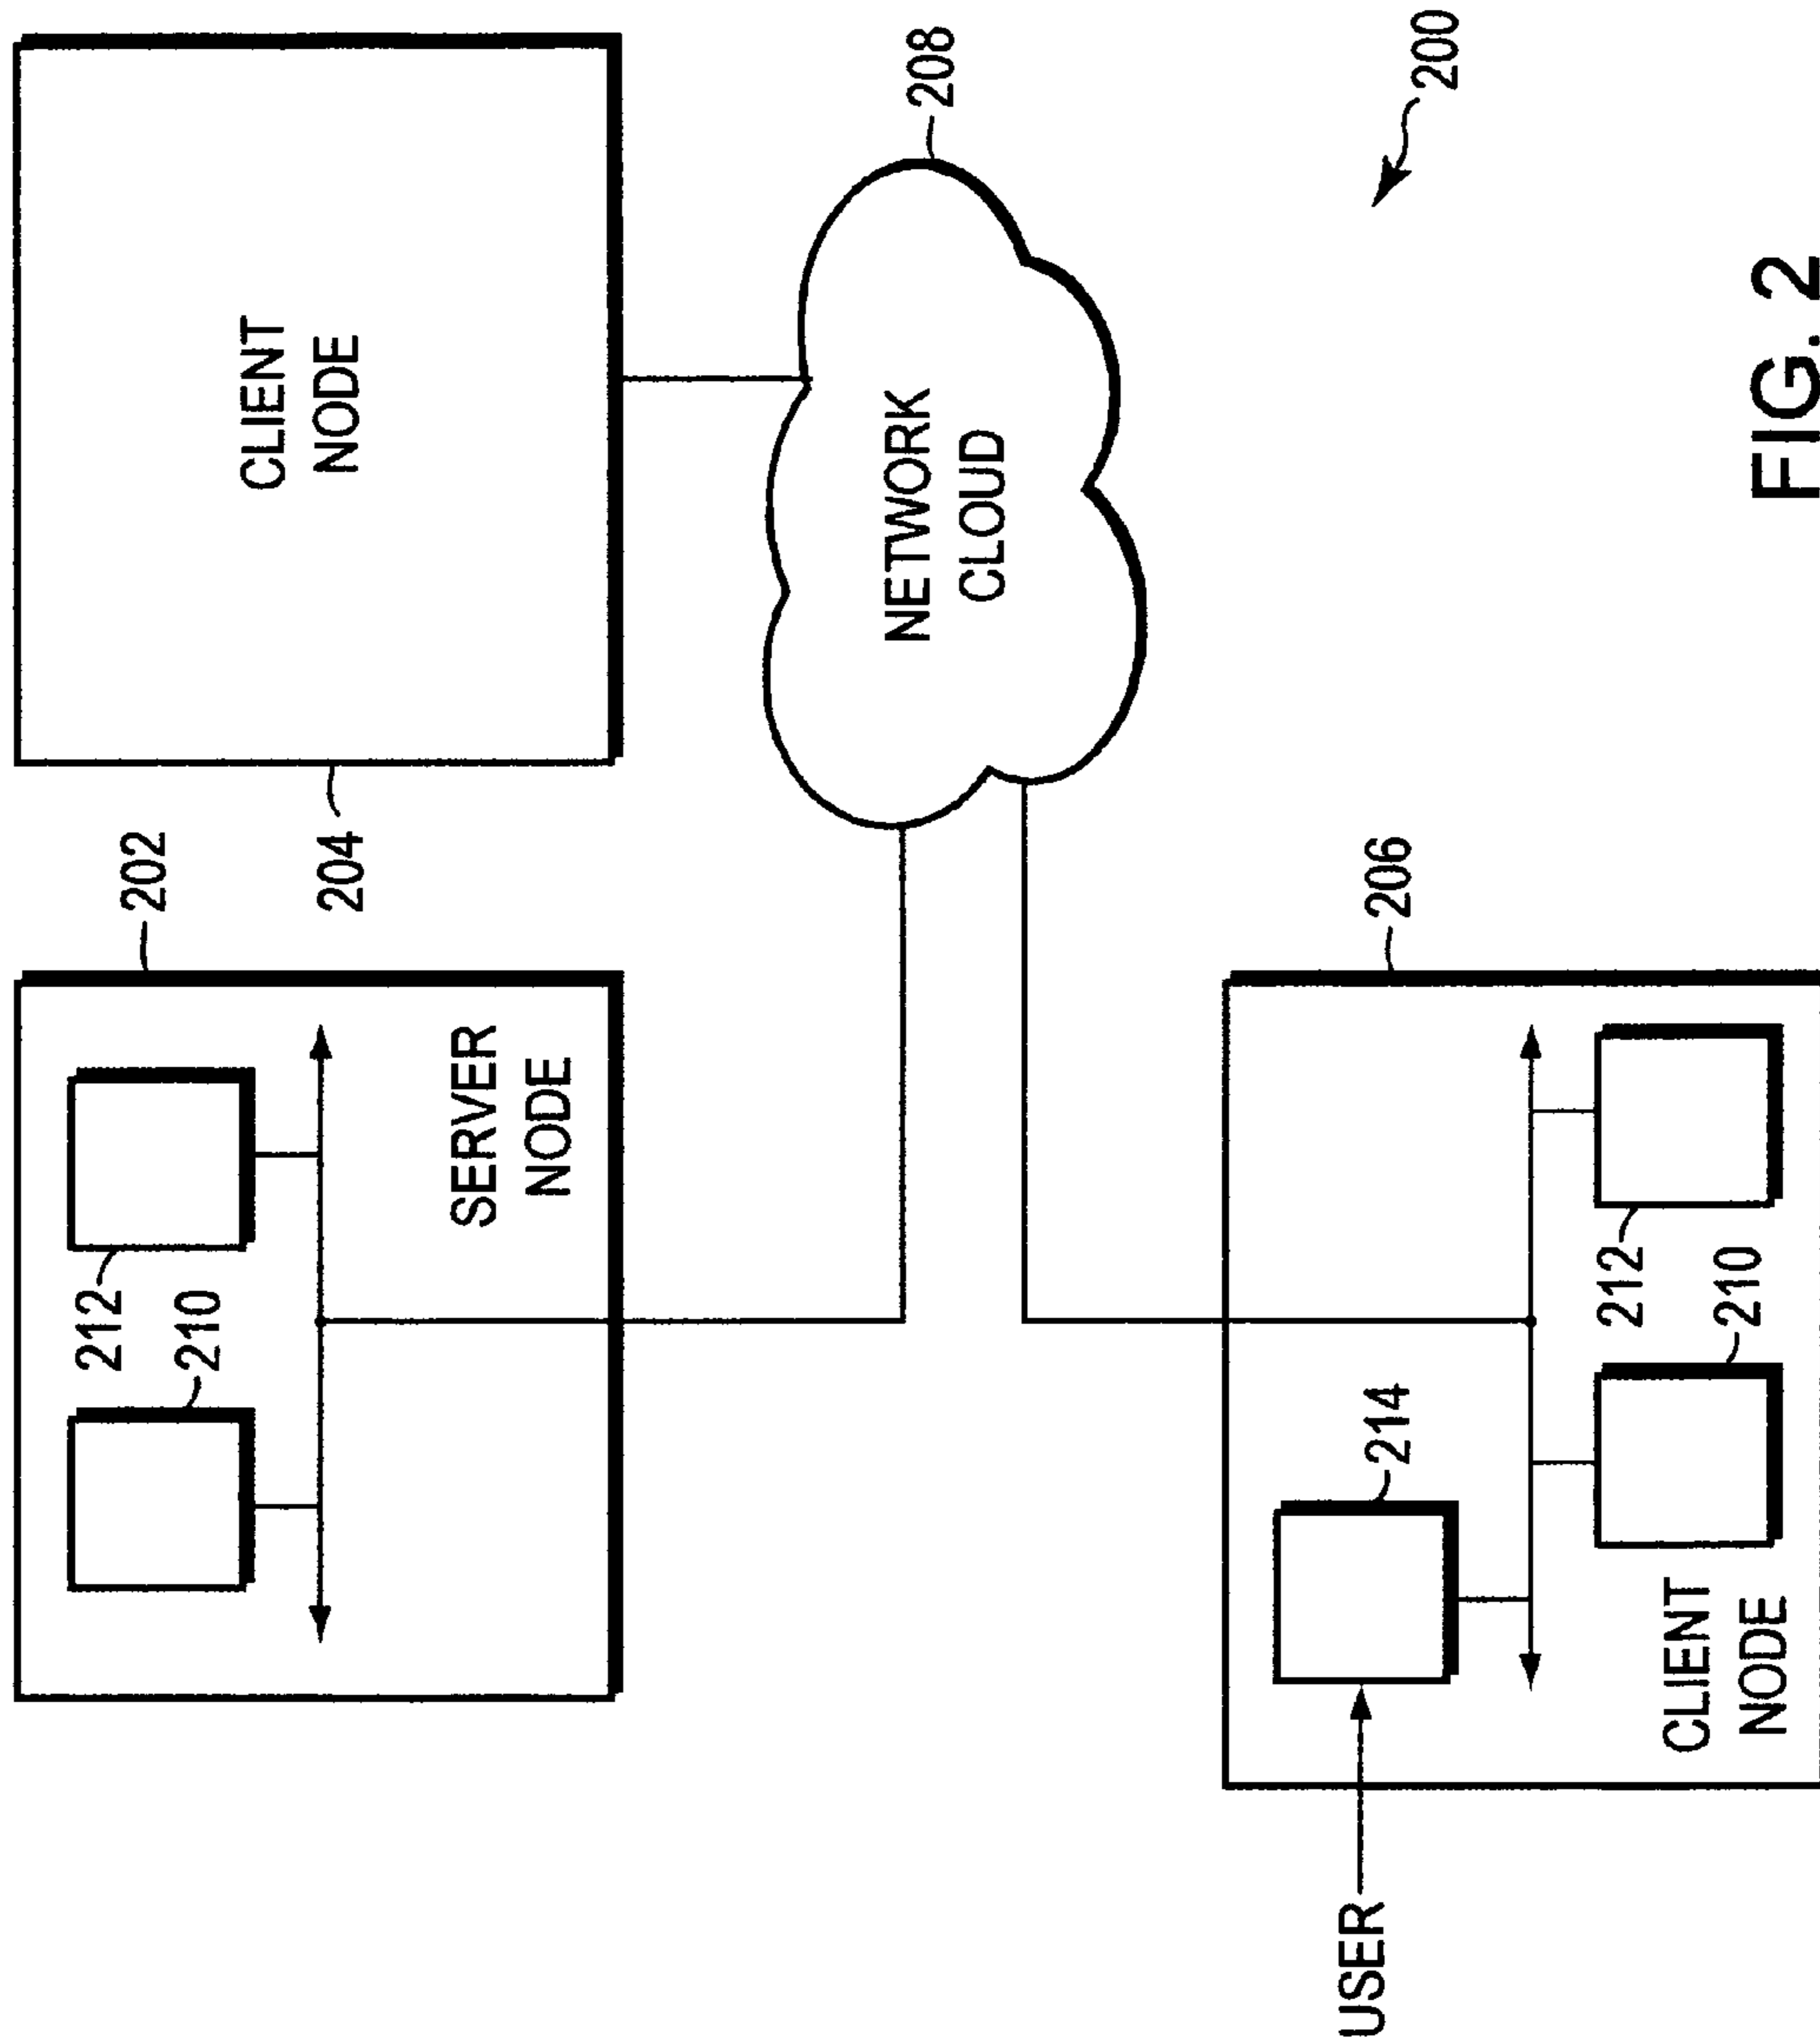 212
202
210
CLIENT
NODE
204
SERVER
NODE
208
NETWORK
CLOUD
USER
214
206
200
212
CLIENT
NODE
210
FIG. 2